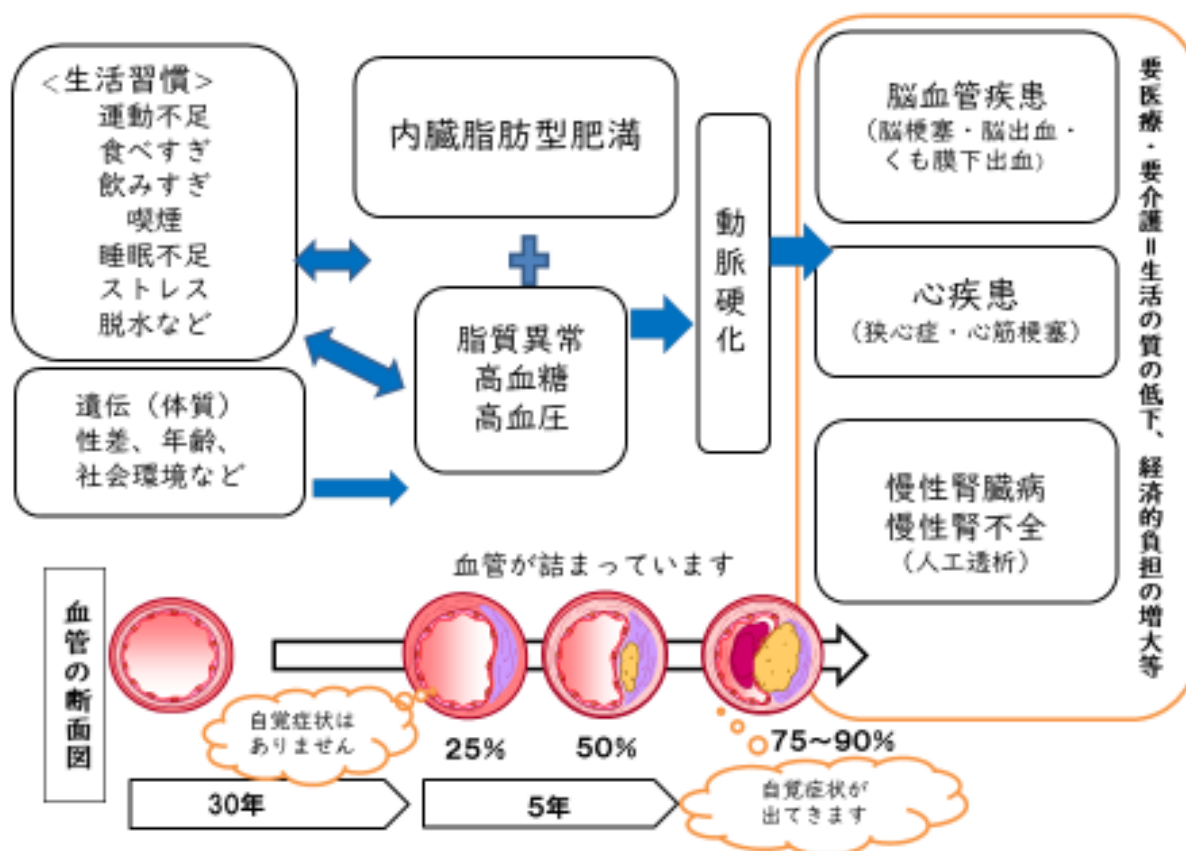 <生活習慣>
運動不足
食べすぎ
飲みすぎ
喫煙
睡眠不足
ストレス
脱水など
遺伝（体質）
性差、年齢、
社会環境など
内臓脂肪型肥満
脂質異常
高血糖
高血圧
動脈硬化
脳血管疾患
（脳梗塞・脳出血・
くも膜下出血）
心疾患
（狭心症・心筋梗塞）
慢性腎臓病
慢性腎不全
（人工透析）
要医療・要介護＝生活の質の低下、経済的負担の増大等
血管の断面図
血管が詰まっています
自覚症状は
ありません
25%
50%
75～90%
30年
5年
自覚症状が
出てきます